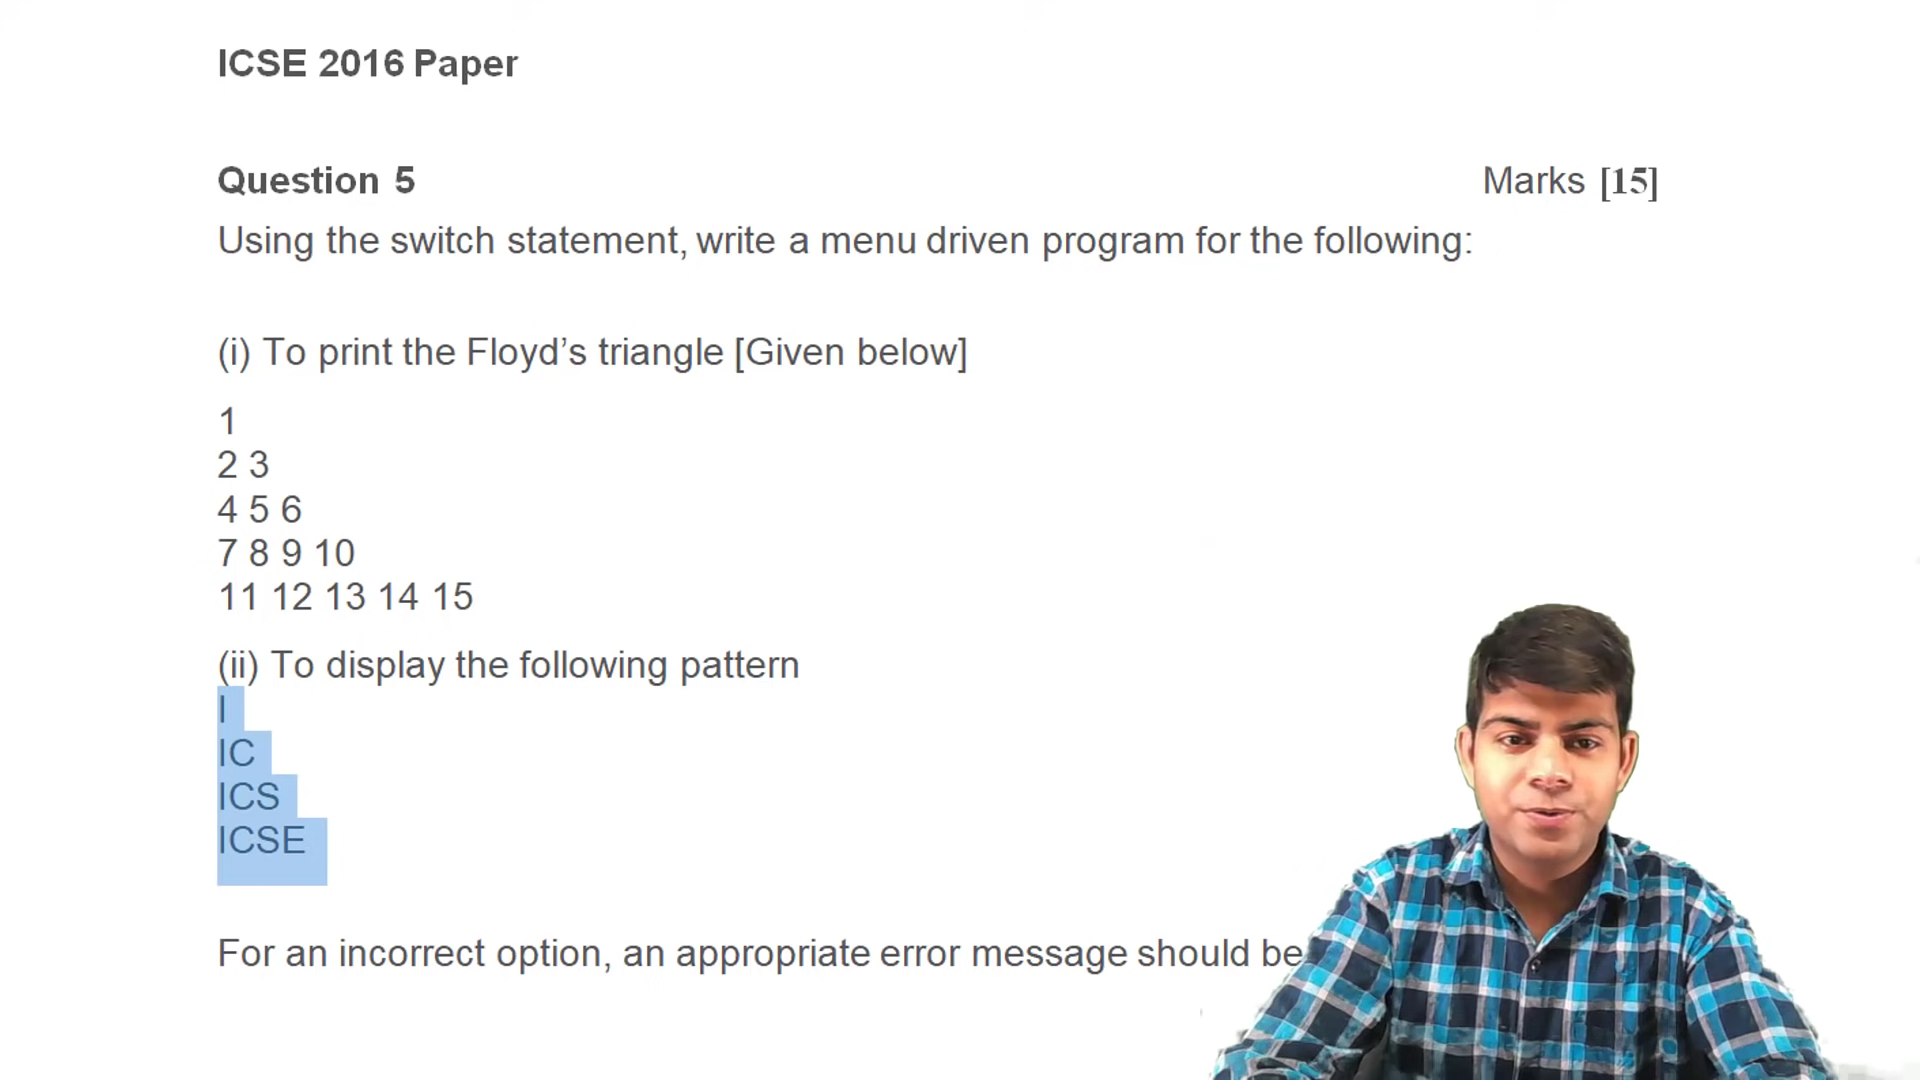 ICSE 2016 Paper
Question 5 Marks [15]
Using the switch statement, write a menu driven program for the following:
(i) To print the Floyd’s triangle [Given below]
1
2 3
4 5 6
7 8 9 10
11 12 13 14 15
(ii) To display the following pattern
I
IC
ICS
ICSE
For an incorrect option, an appropriate error message should be